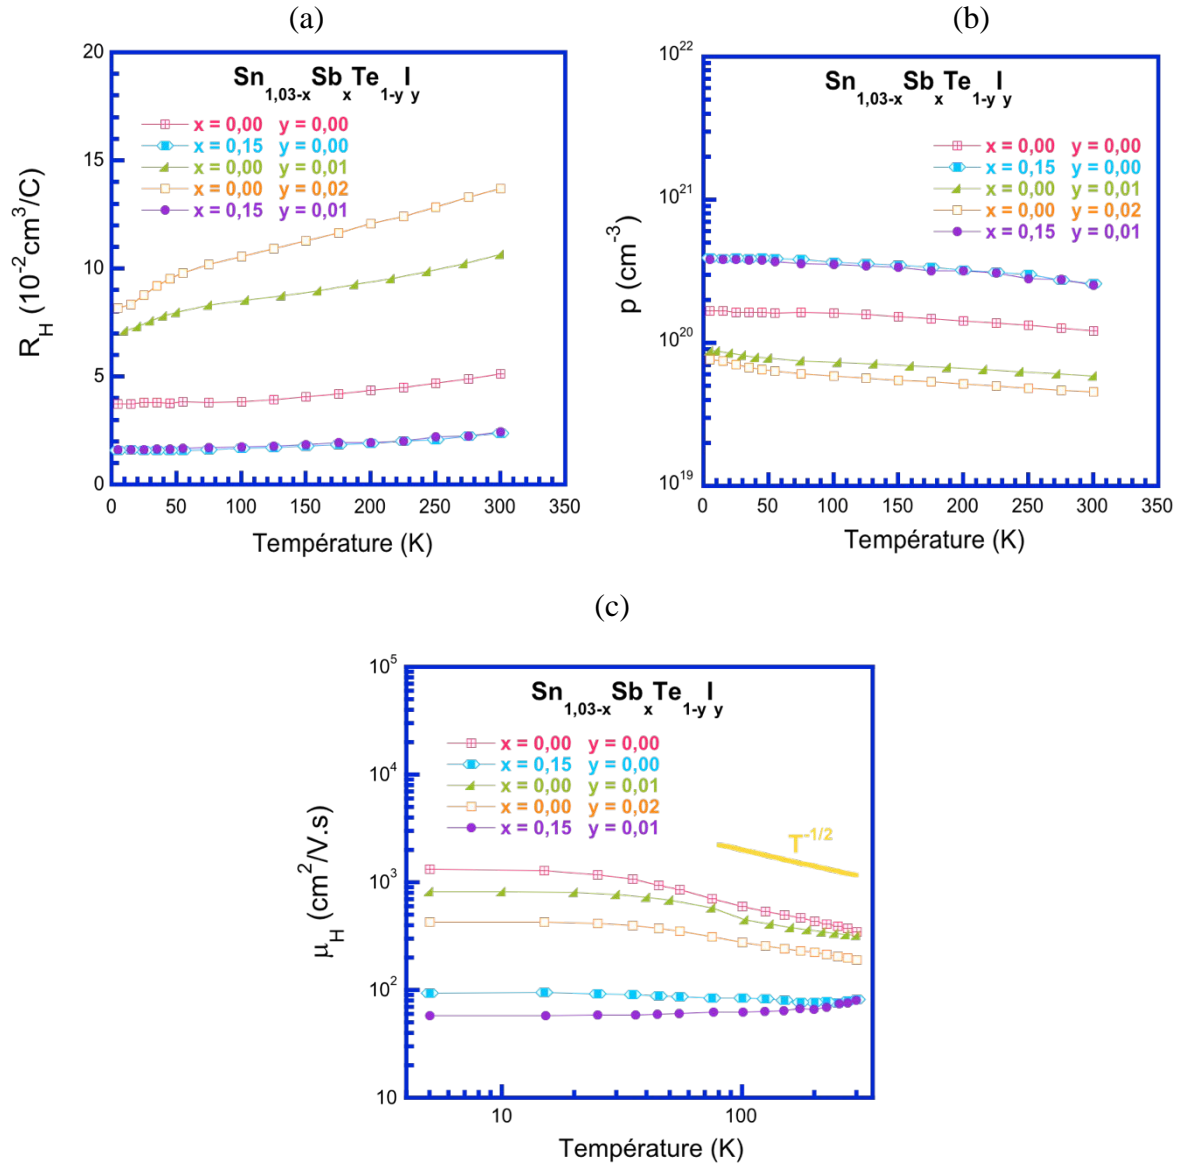 (a)
(b)
Sn1,03-xSbxTe1-yIy
x = 0,00 y = 0,00
x = 0,15 y = 0,00
x = 0,00 y = 0,01
x = 0,00 y = 0,02
x = 0,15 y = 0,01
20
15
10
5
0
0 50 100 150 200 250 300 350
RH (10-2cm3/C)
Température (K)
Sn1,03-xSbxTe1-yIy
x = 0,00 y = 0,00
x = 0,15 y = 0,00
x = 0,00 y = 0,01
x = 0,00 y = 0,02
x = 0,15 y = 0,01
1022
1021
1020
1019
0 50 100 150 200 250 300 350
p (cm-3)
Température (K)
(c)
Sn1,03-xSbxTe1-yIy
x = 0,00 y = 0,00
x = 0,15 y = 0,00
x = 0,00 y = 0,01
x = 0,00 y = 0,02
x = 0,15 y = 0,01
T-1/2
105
104
103
102
10
10 100
μH (cm2/V.s)
Température (K)